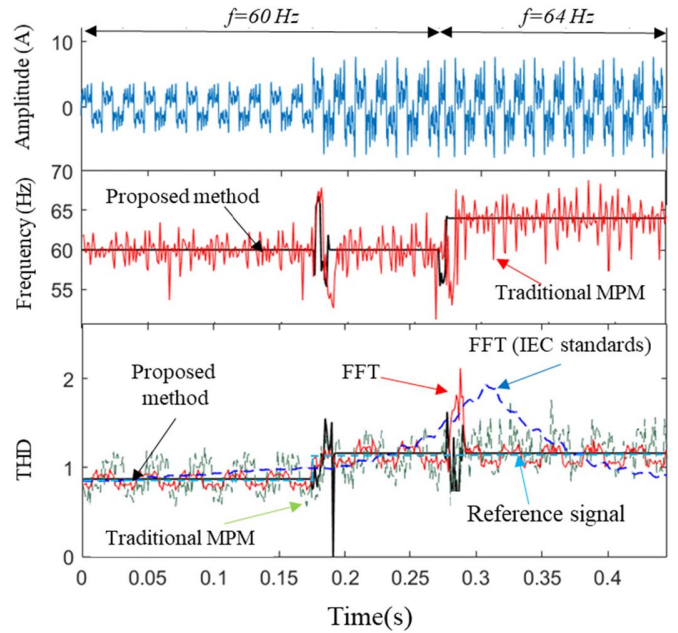 f=60 Hz f=64 Hz
Amplitude (A)
10
0
Frequency (Hz)
70
65
60
55
Proposed method
Traditional MPM
THD
2
1
0
FFT (IEC standards)
FFT
Proposed
method
Traditional MPM
Reference signal
0 0.05 0.1 0.15 0.2 0.25 0.3 0.35 0.4
Time(s)